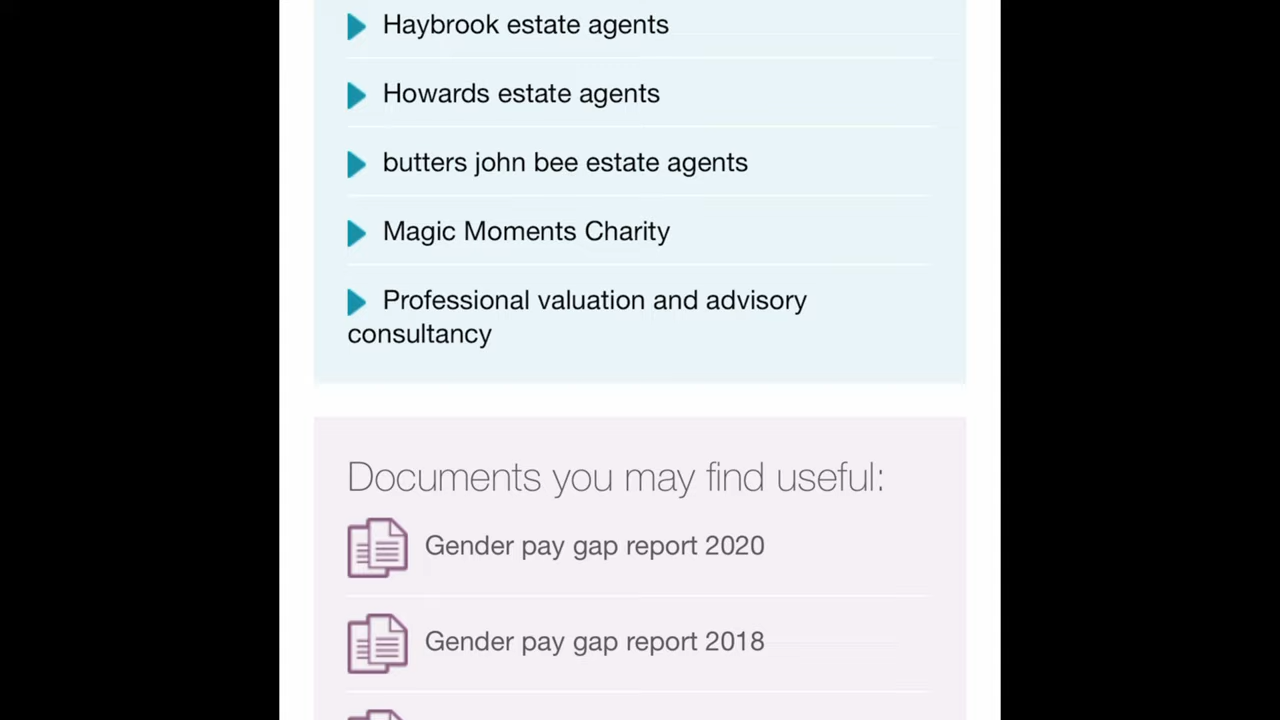 Haybrook estate agents
Howards estate agents
butters john bee estate agents
Magic Moments Charity
Professional valuation and advisory
consultancy
Documents you may find useful:
Gender pay gap report 2020
Gender pay gap report 2018